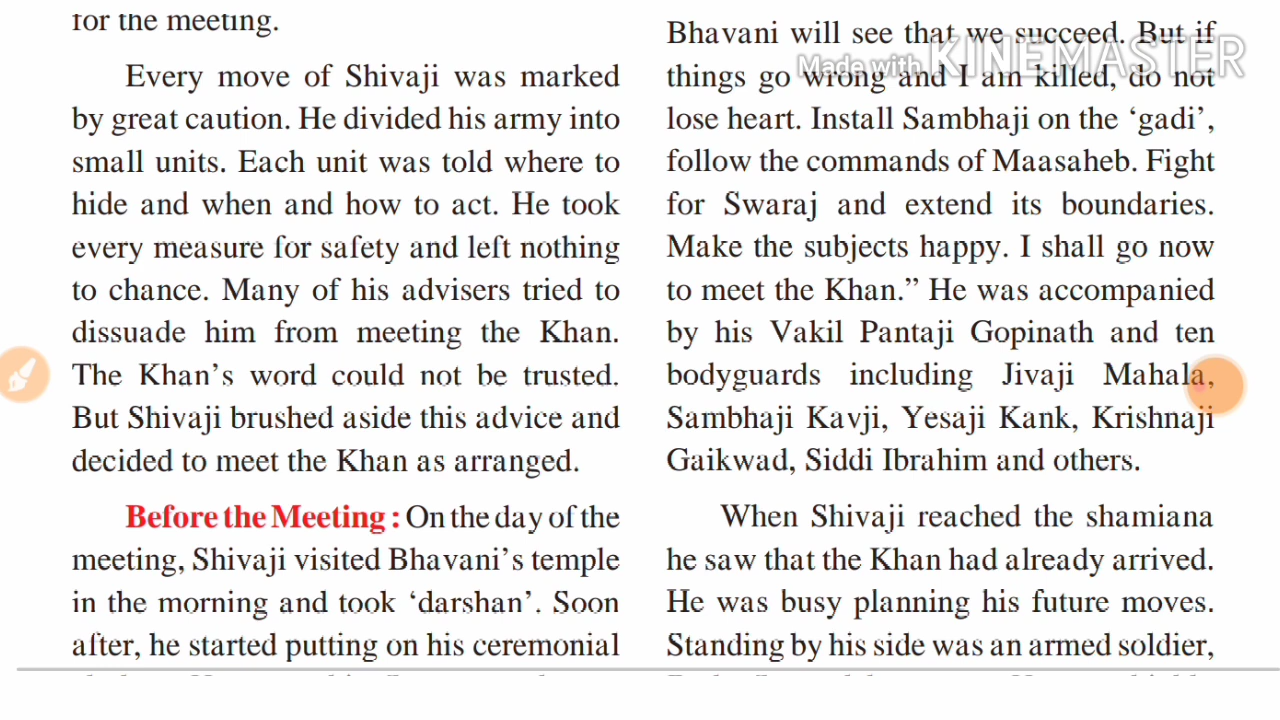 for the meeting.
Every move of Shivaji was marked
by great caution. He divided his army into
small units. Each unit was told where to
hide and when and how to act. He took
every measure for safety and left nothing
to chance. Many of his advisers tried to
dissuade him from meeting the Khan.
The Khan's word could not be trusted.
But Shivaji brushed aside this advice and
decided to meet the Khan as arranged.
Before the Meeting : On the day of the
meeting, Shivaji visited Bhavani's temple
in the morning and took ‘darshan’. Soon
after, he started putting on his ceremonial
Bhavani will see that we succeed. But if
things go wrong and I am killed, do not
lose heart. Install Sambhaji on the ‘gadi’,
follow the commands of Maasaheb. Fight
for Swaraj and extend its boundaries.
Make the subjects happy. I shall go now
to meet the Khan.” He was accompanied
by his Vakil Pantaji Gopinath and ten
bodyguards including Jivaji Mahala,
Sambhaji Kavji, Yesaji Kank, Krishnaji
Gaikwad, Siddi Ibrahim and others.
When Shivaji reached the shamiana
he saw that the Khan had already arrived.
He was busy planning his future moves.
Standing by his side was an armed soldier,
Made with KINEMASTER